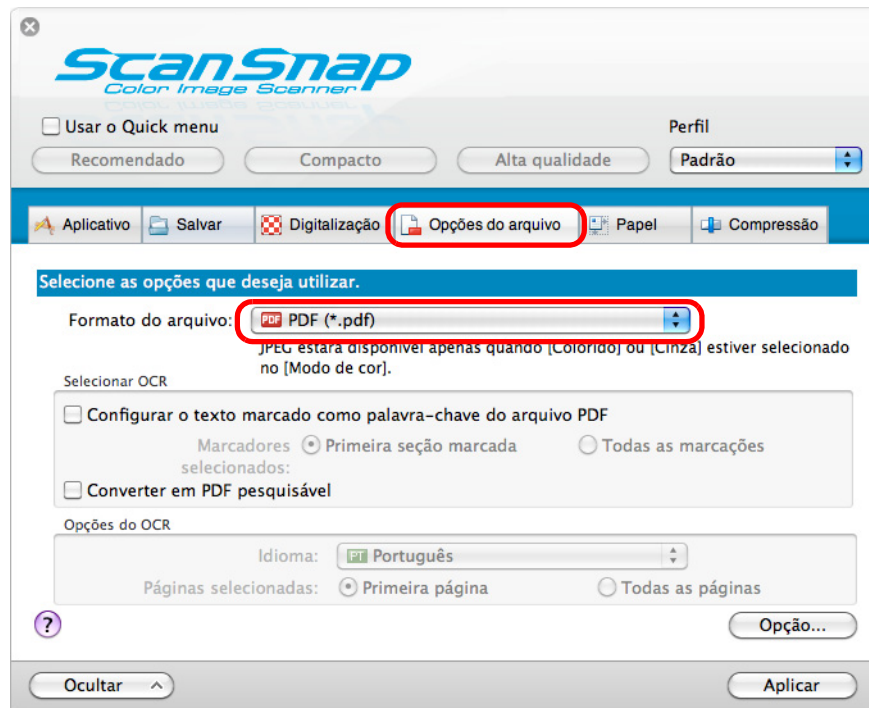 ScanSnap
Color Image Scanner
Usar o Quick menu
Perfil
Recomendado
Compacto
Alta qualidade
Padrão
Aplicativo
Salvar
Digitalização
Opções do arquivo
Papel
Compressão
Selecione as opções que deseja utilizar.
Formato do arquivo:
PDF
PDF (*.pdf)
JPEG estará disponível apenas quando [Colorido] ou [Cinza] estiver selecionado
no [Modo de cor].
Selecionar OCR
Configurar o texto marcado como palavra-chave do arquivo PDF
Marcadores
selecionados:
Primeira seção marcada
Todas as marcações
Converter em PDF pesquisável
Opções do OCR
Idioma:
PT
Português
Páginas selecionadas:
Primeira página
Todas as páginas
?
Opção...
Ocultar
Aplicar